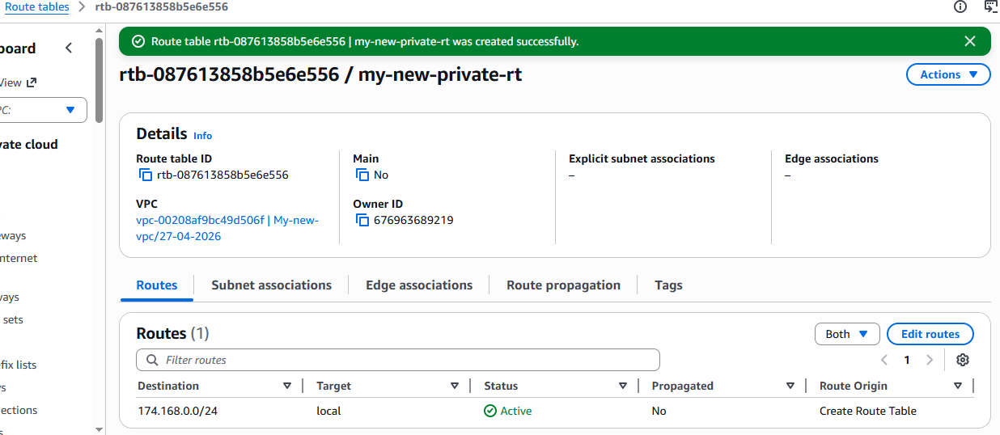 Route tables > rtb-087613858b5e6e556
Route table rtb-087613858b5e6e556 | my-new-private-rt was created successfully.
board
rtb-087613858b5e6e556 / my-new-private-rt
Actions
View
PC:
vate cloud
eways
nternet
ways
sets
fix lists
s
ections
s
Details Info
Route table ID
rtb-087613858b5e6e556
Main
No
Explicit subnet associations
–
Edge associations
–
VPC
vpc-00208af9bc49d506f | My-new-
vpc/27-04-2026
Owner ID
676963689219
Routes Subnet associations Edge associations Route propagation Tags
Routes (1)
Both
Edit routes
Filter routes
1
Destination Target Status Propagated Route Origin
174.168.0.0/24 local Active No Create Route Table